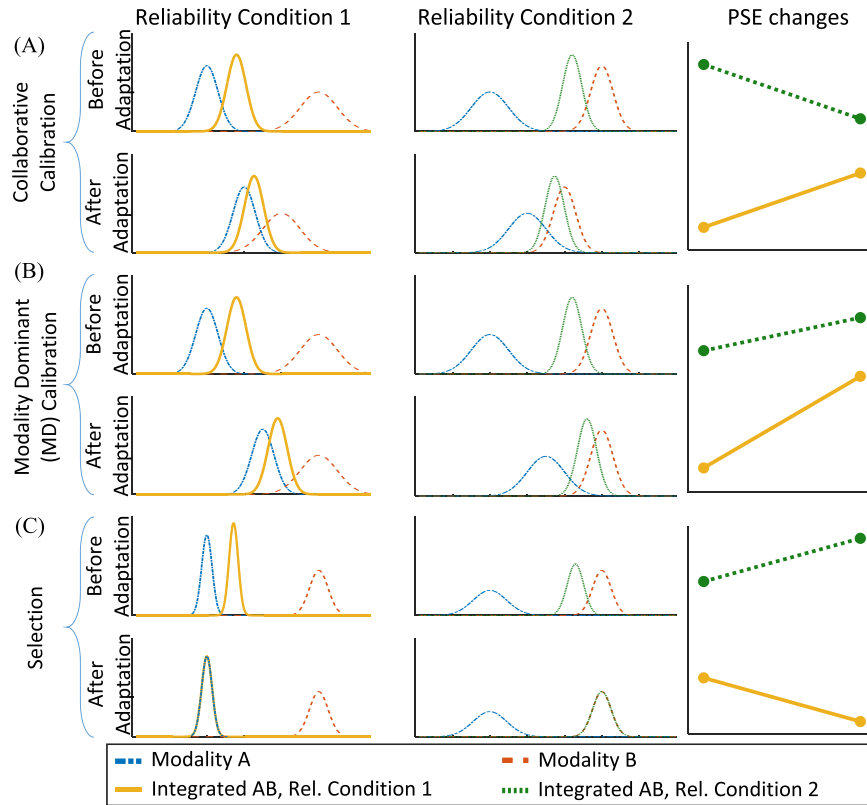 Reliability Condition 1
Reliability Condition 2
PSE changes
(A)
Collaborative
Calibration
Before
Adaptation
After
Adaptation
(B)
Modality Dominant
(MD) Calibration
Before
Adaptation
After
Adaptation
(C)
Selection
Before
Adaptation
After
Adaptation
Modality A
Modality B
Integrated AB, Rel. Condition 1
Integrated AB, Rel. Condition 2